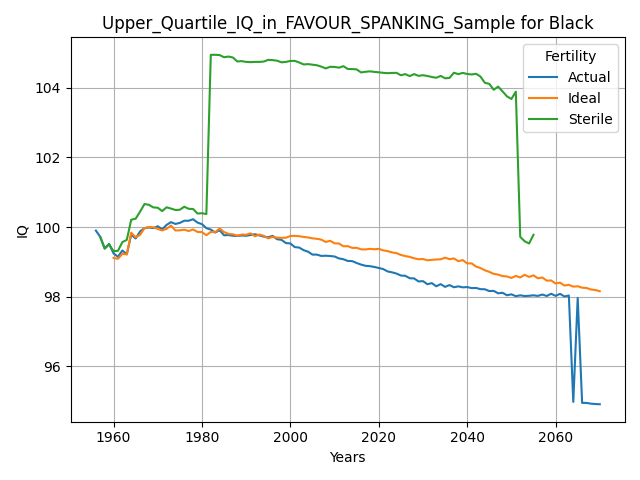 Upper_Quartile_IQ_in_FAVOUR_SPANKING_Sample for Black
Fertility
Actual
Ideal
Sterile
IQ
104
102
100
98
96
1960 1980 2000 2020 2040 2060
Years